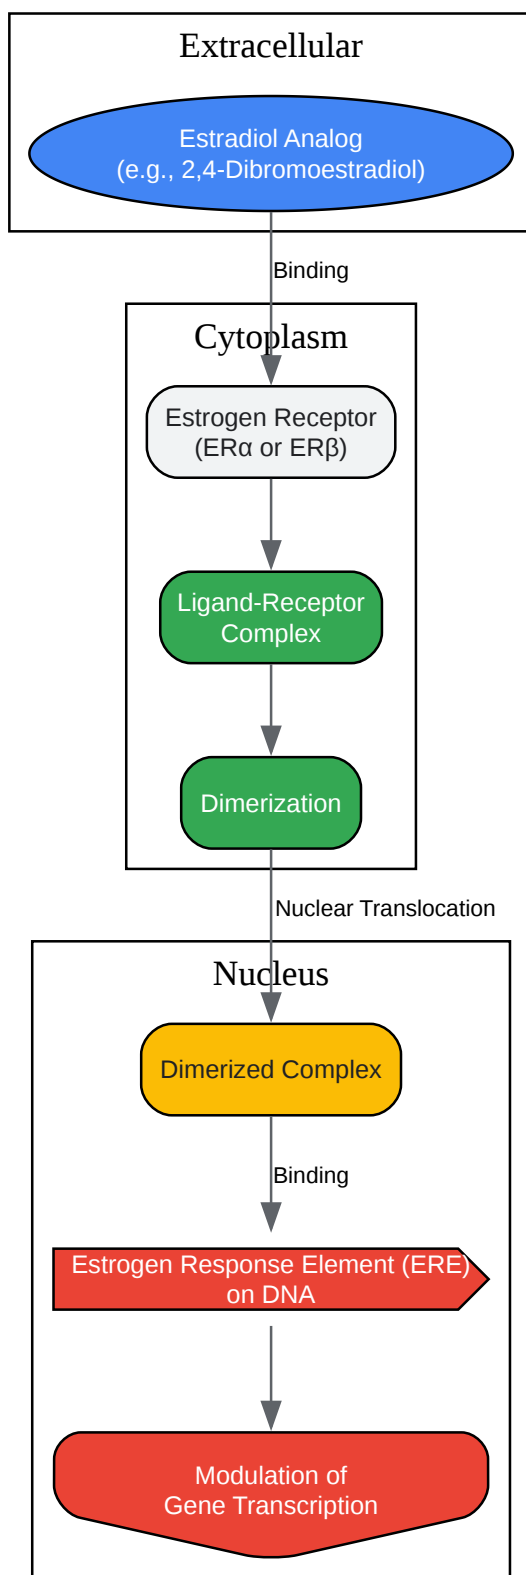 Extracellular
Estradiol Analog
(e.g., 2,4-Dibromoestradiol)
Binding
Cytoplasm
Estrogen Receptor
(ERα or ERβ)
Ligand-Receptor
Complex
Dimerization
Nuclear Translocation
Nucleus
Dimerized Complex
Binding
Estrogen Response Element (ERE)
on DNA
Modulation of
Gene Transcription